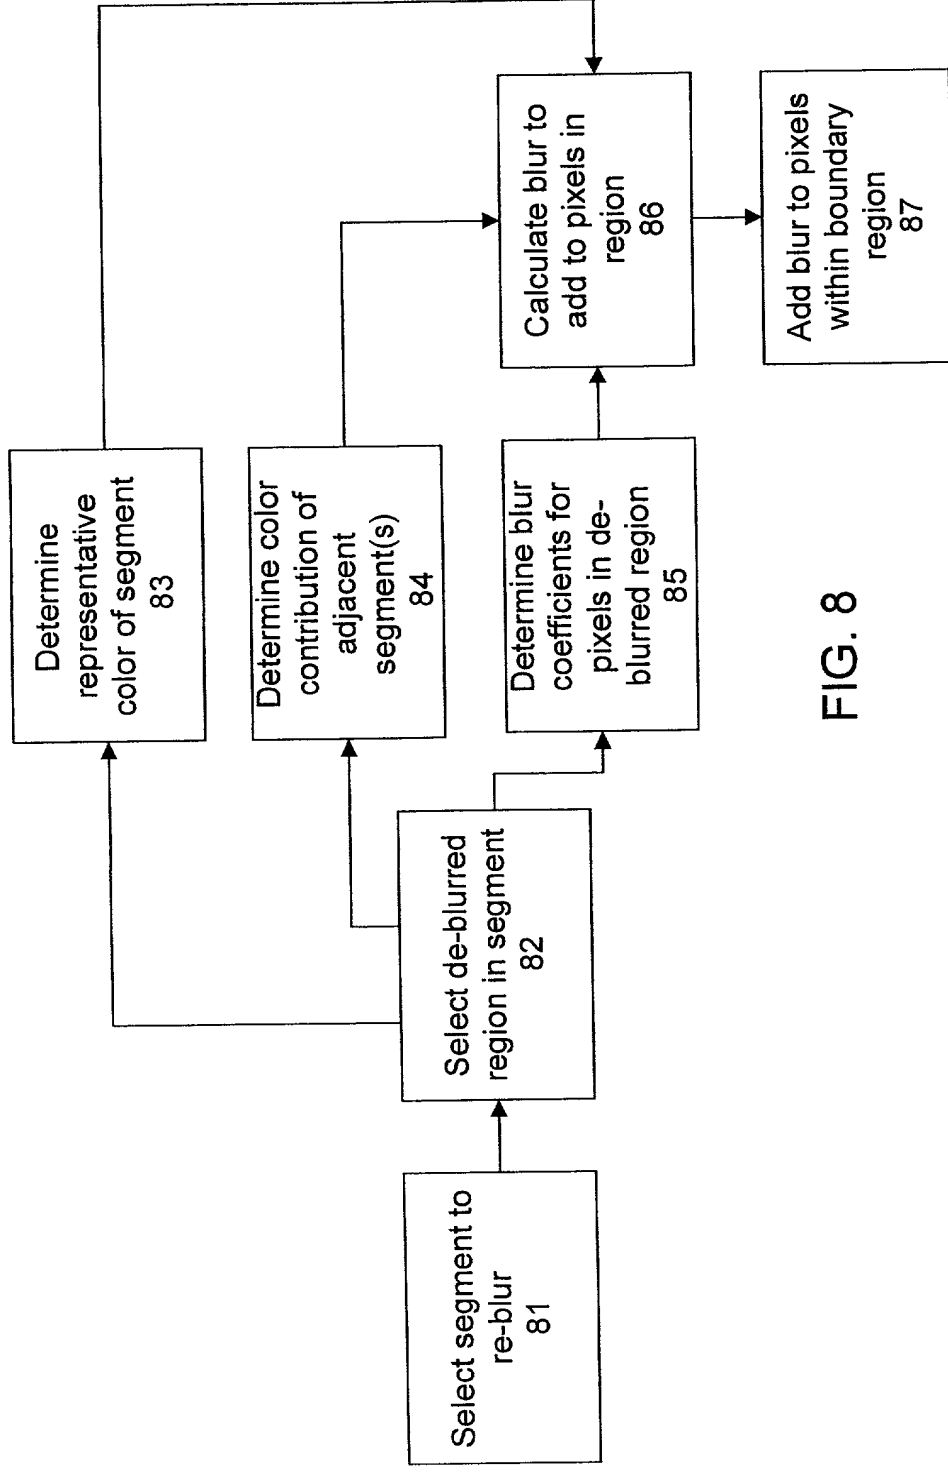 Select segment to
re-blur
81
Select de-blurred
region in segment
82
Determine
representative
color of segment
83
Determine color
contribution of
adjacent
segment(s)
84
Determine blur
coefficients for
pixels in de-
blurred region
85
Calculate blur to
add to pixels in
region
86
Add blur to pixels
within boundary
region
87
FIG. 8